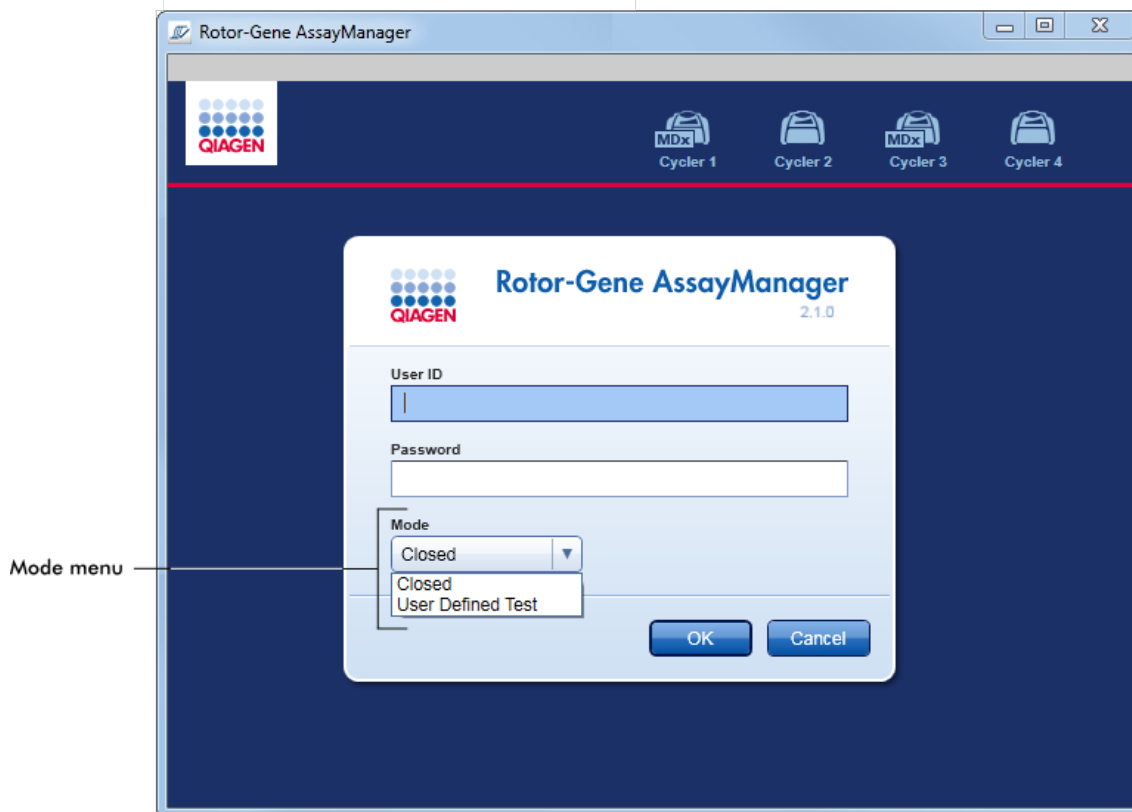 Rotor-Gene AssayManager
QIAGEN
MDx
MDx
Cycler 1
Cycler 2
Cycler 3
Cycler 4
QIAGEN
Rotor-Gene AssayManager
2.1.0
User ID
Password
Mode
Closed
Closed
User Defined Test
Mode menu
OK
Cancel